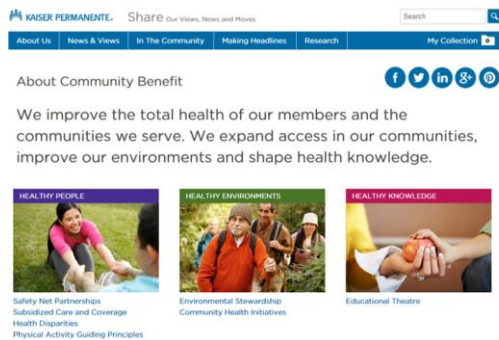 KAISER PERMANENTE. Share Our Views, News and Moves
Search
About Us News & Views In The Community Making Headlines Research My Collection
About Community Benefit
We improve the total health of our members and the
communities we serve. We expand access in our communities,
improve our environments and shape health knowledge.
HEALTHY PEOPLE
Safety Net Partnerships
Subsidized Care and Coverage
Health Disparities
Physical Activity Guiding Principles
HEALTHY ENVIRONMENTS
Environmental Stewardship
Community Health Initiatives
HEALTHY KNOWLEDGE
Educational Theatre